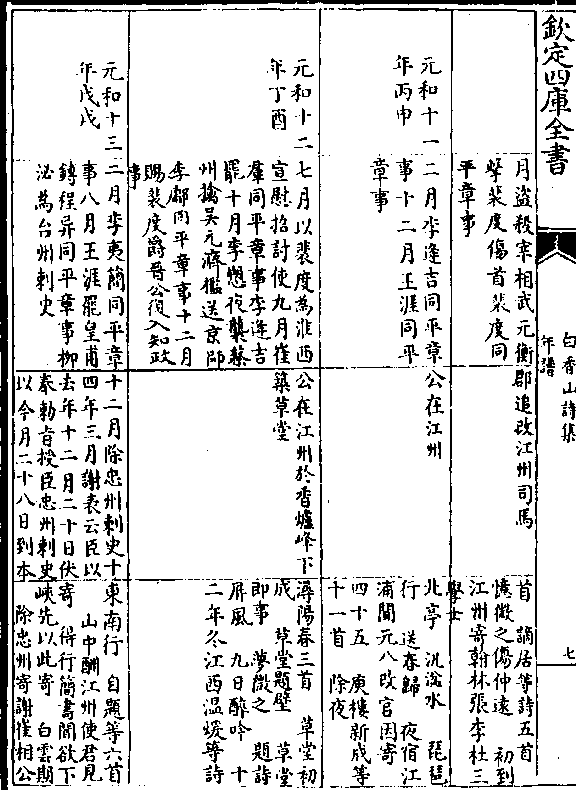 欽定四庫全書
白香山詩集
年譜
七
月盜殺宰相武元衡
擊裴度傷首裴度同
平章事
郡追改江州司馬
首 謫居等詩五首
憶微之傷仲遠 初到
江州寄翰林張李杜三
學士
元和十一
年丙申
二月李逢吉同平章
事十二月王涯同平
章事
公在江州
北亭 汎湓水 琵琶
行 送春歸 夜宿江
浦聞元八改官因寄
四十五 庾樓新成等
十一首 除夜
元和十二
年丁酉
七月以裴度為淮西
宣慰招討使九月崔
羣同平章事李逢吉
罷十月李愬夜襲蔡
州擒吳元濟檻送京師
李鄘同平章事十二月
賜裴度爵晉公復入知政
事
公在江州於香爐峰下
築草堂
潯陽春三首 草堂初
成 草堂題壁 草堂
即事 夢微之 題詩
屏風 九日醉吟 十
二年冬江西溫煖等詩
元和十三
年戊戌
二月李夷簡同平章
事八月王涯罷皇甫
鎛程异同平章事柳
泌為台州刺史
十二月除忠州刺史十
四年三月謝表云臣以
去年十二月二十日伏
奉勅旨授臣忠州刺史
以今月二十八日到本
東南行 自題等六首
山中酬江州使君見
寄 得行簡書聞欲下
峽先以此寄 白雲期
除忠州寄謝崔相公